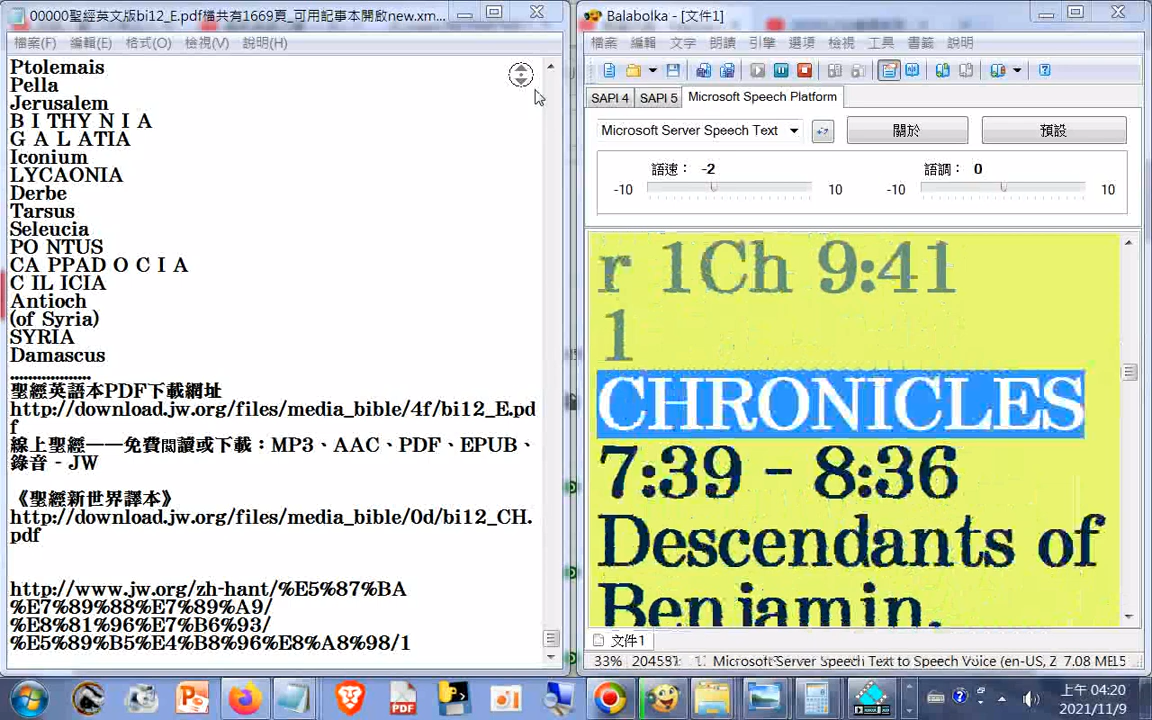 00000聖經英文版bi12_E.pdf檔共有1669頁_可用記事本開啟new.xm...
檔案(F) 編輯(E) 格式(O) 檢視(V) 說明(H)
Ptolemais
Pella
Jerusalem
B I THY N I A
G A L ATIA
Iconium
LYCAONIA
Derbe
Tarsus
Seleucia
PO NTUS
CA PPAD O C I A
C IL ICIA
Antioch
(of Syria)
SYRIA
Damascus
..................
聖經英語本PDF下載網址
http://download.jw.org/files/media_bible/4f/bi12_E.pd
f
線上聖經——免費閱讀或下載：MP3、AAC、PDF、EPUB、
錄音 - JW
《聖經新世界譯本》
http://download.jw.org/files/media_bible/0d/bi12_CH.
pdf
http://www.jw.org/zh-hant/%E5%87%BA
%E7%89%88%E7%89%A9/
%E8%81%96%E7%B6%93/
%E5%89%B5%E4%B8%96%E8%A8%98/1
Balabolka - [文件1]
檔案 編輯 文字 朗讀 引擎 選項 檢視 工具 書籤 說明
SAPI 4 SAPI 5 Microsoft Speech Platform
Microsoft Server Speech Text 關於 預設
語速： -2 語調： 0
-10 10 -10 10
r 1Ch 9:41
1
CHRONICLES
7:39 - 8:36
Descendants of
Benjamin.
文件1
33% Microsoft Server Speech Text to Speech Voice (en-US, Z 7.08 MB
PDF
上午 04:20
2021/11/9